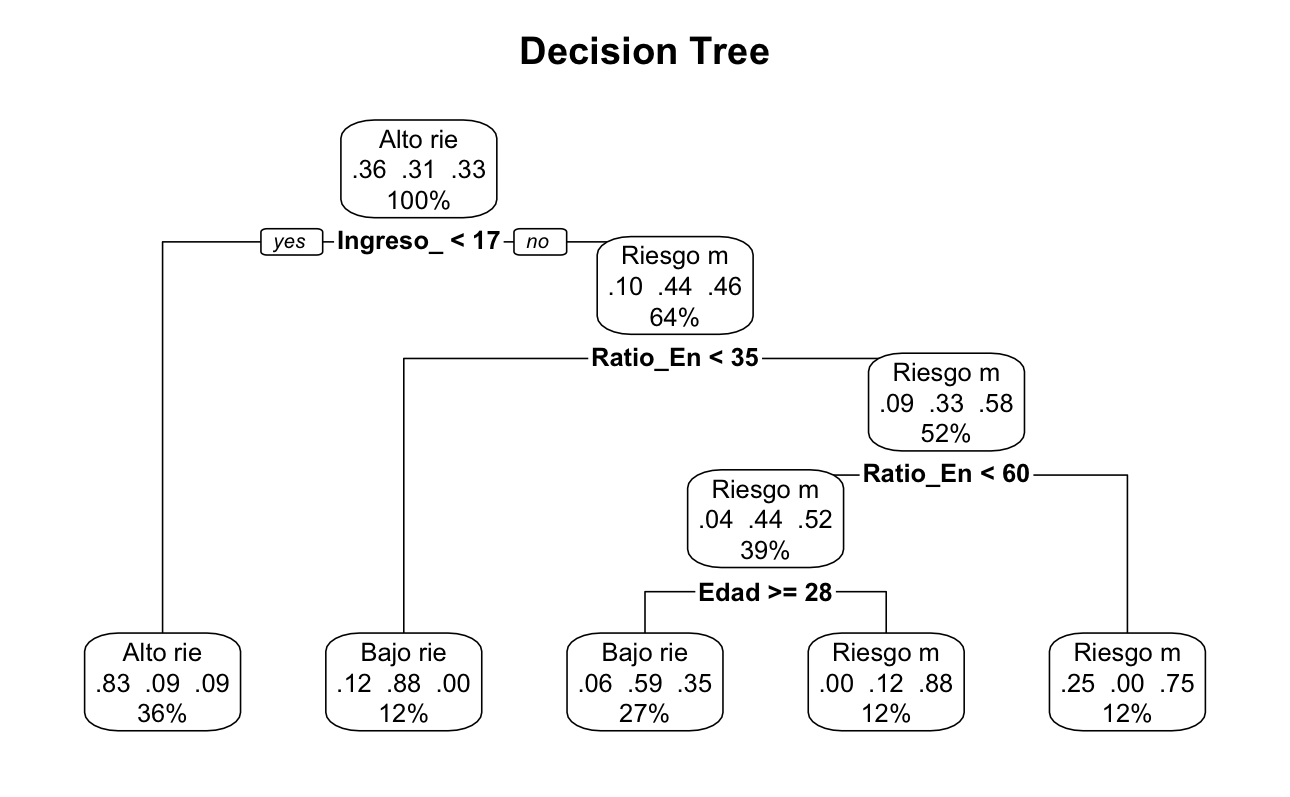 Decision Tree
Alto rie
.36 .31 .33
100%
yes Ingreso_ < 17 no
Riesgo m
.10 .44 .46
64%
Ratio_En < 35
Riesgo m
.09 .33 .58
52%
Ratio_En < 60
Riesgo m
.04 .44 .52
39%
Edad >= 28
Alto rie
.83 .09 .09
36%
Bajo rie
.12 .88 .00
12%
Bajo rie
.06 .59 .35
27%
Riesgo m
.00 .12 .88
12%
Riesgo m
.25 .00 .75
12%